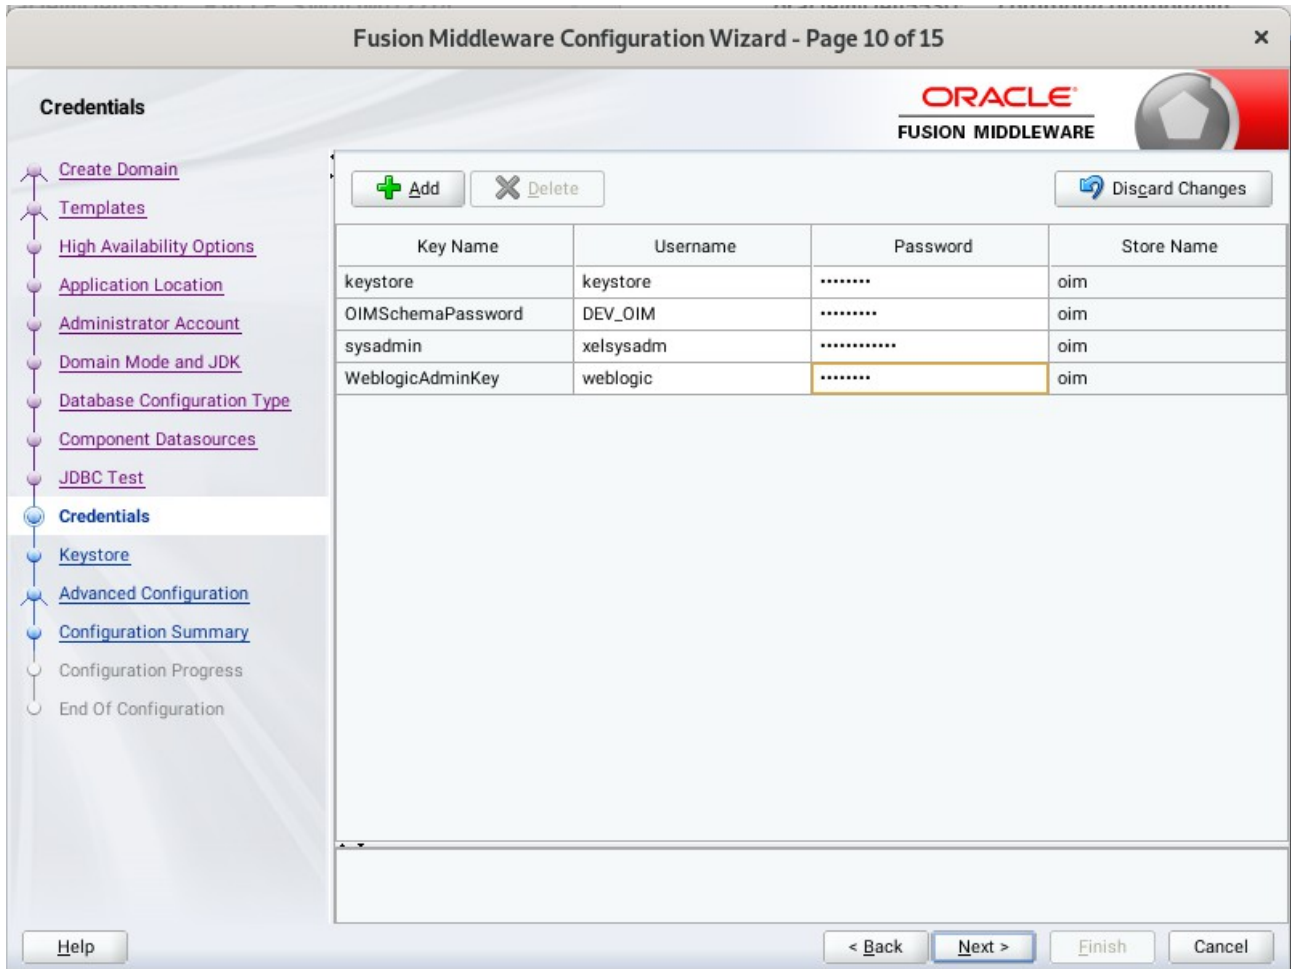 Fusion Middleware Configuration Wizard - Page 10 of 15
Credentials
ORACLE
FUSION MIDDLEWARE
Create Domain
Templates
High Availability Options
Application Location
Administrator Account
Domain Mode and JDK
Database Configuration Type
Component Datasources
JDBC Test
Credentials
Keystore
Advanced Configuration
Configuration Summary
Configuration Progress
End Of Configuration
Add Delete Discard Changes
Key Name Username Password Store Name
keystore keystore •••••••• oim
OIMSchemaPassword DEV_OIM ••••••••• oim
sysadmin xelsysadm •••••••••••• oim
WeblogicAdminKey weblogic •••••••• oim
Help < Back Next > Finish Cancel